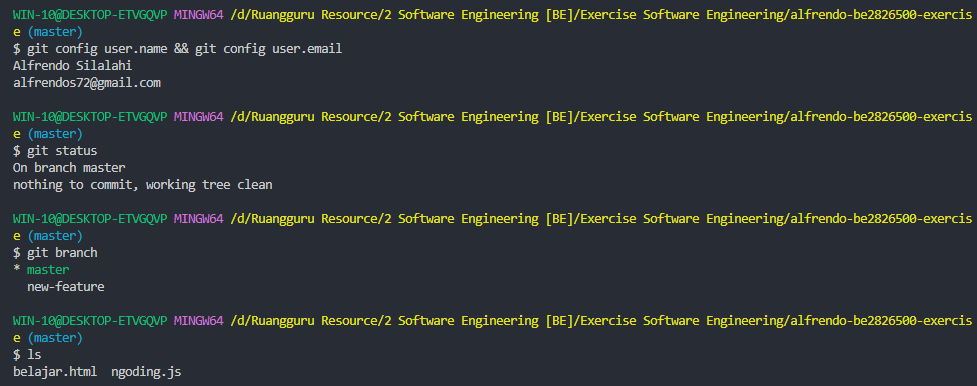 WIN-10@DESKTOP-ETVGQVP MINGW64 /d/Ruangguru Resource/2 Software Engineering [BE]/Exercise Software Engineering/alfrendo-be2826500-exercis
e (master)
$ git config user.name && git config user.email
Alfrendo Silalahi
alfrendos72@gmail.com

WIN-10@DESKTOP-ETVGQVP MINGW64 /d/Ruangguru Resource/2 Software Engineering [BE]/Exercise Software Engineering/alfrendo-be2826500-exercis
e (master)
$ git status
On branch master
nothing to commit, working tree clean

WIN-10@DESKTOP-ETVGQVP MINGW64 /d/Ruangguru Resource/2 Software Engineering [BE]/Exercise Software Engineering/alfrendo-be2826500-exercis
e (master)
$ git branch
* master
  new-feature

WIN-10@DESKTOP-ETVGQVP MINGW64 /d/Ruangguru Resource/2 Software Engineering [BE]/Exercise Software Engineering/alfrendo-be2826500-exercis
e (master)
$ ls
belajar.html  ngoding.js